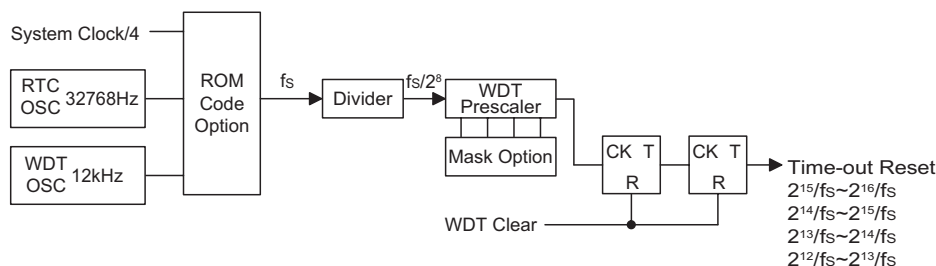 System Clock/4
RTC
OSC 32768Hz
WDT
OSC 12kHz
ROM
Code
Option
fS
Divider
fS/2⁸
WDT
Prescaler
Mask Option
CK T
R
CK T
R
WDT Clear
Time-out Reset
2¹⁵/fS~2¹⁶/fS
2¹⁴/fS~2¹⁵/fS
2¹³/fS~2¹⁴/fS
2¹²/fS~2¹³/fS